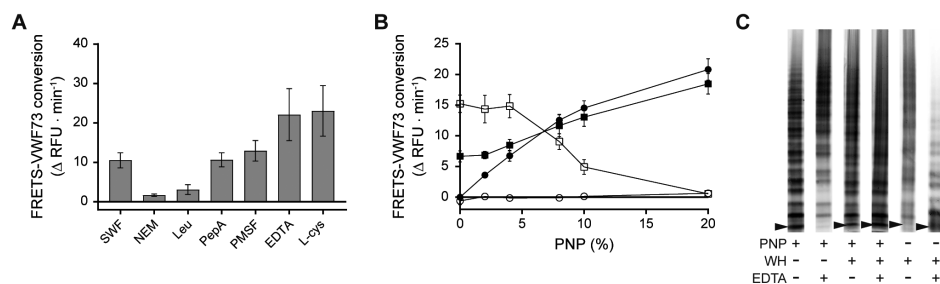 A
FRETS-VWF73 conversion
(Δ RFU · min⁻¹)
40
30
20
10
0
SWF
NEM
Leu
PepA
PMSF
EDTA
L-cys
B
FRETS-VWF73 conversion
(Δ RFU · min⁻¹)
25
20
15
10
5
0
0
5
10
15
20
PNP (%)
C
PNP + + + + - -
WH - - + + + +
EDTA - + - + - +